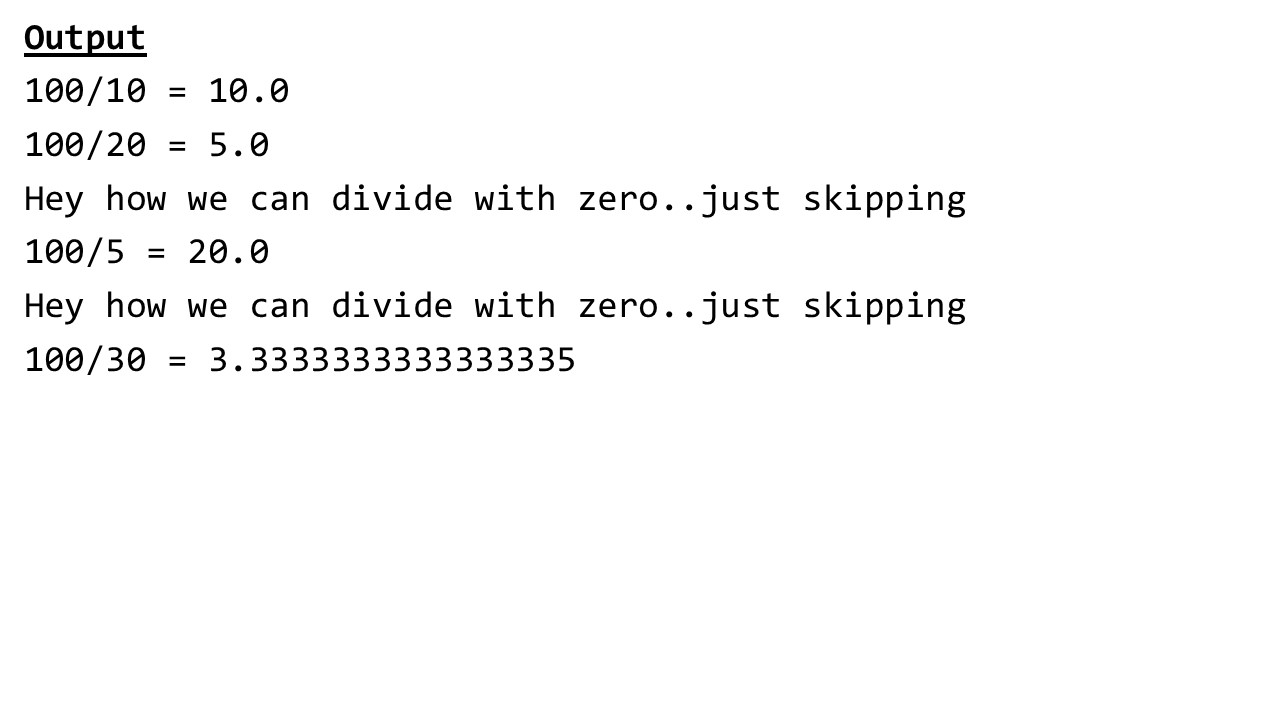 Output
100/10 = 10.0
100/20 = 5.0
Hey how we can divide with zero..just skipping
100/5 = 20.0
Hey how we can divide with zero..just skipping
100/30 = 3.3333333333333335